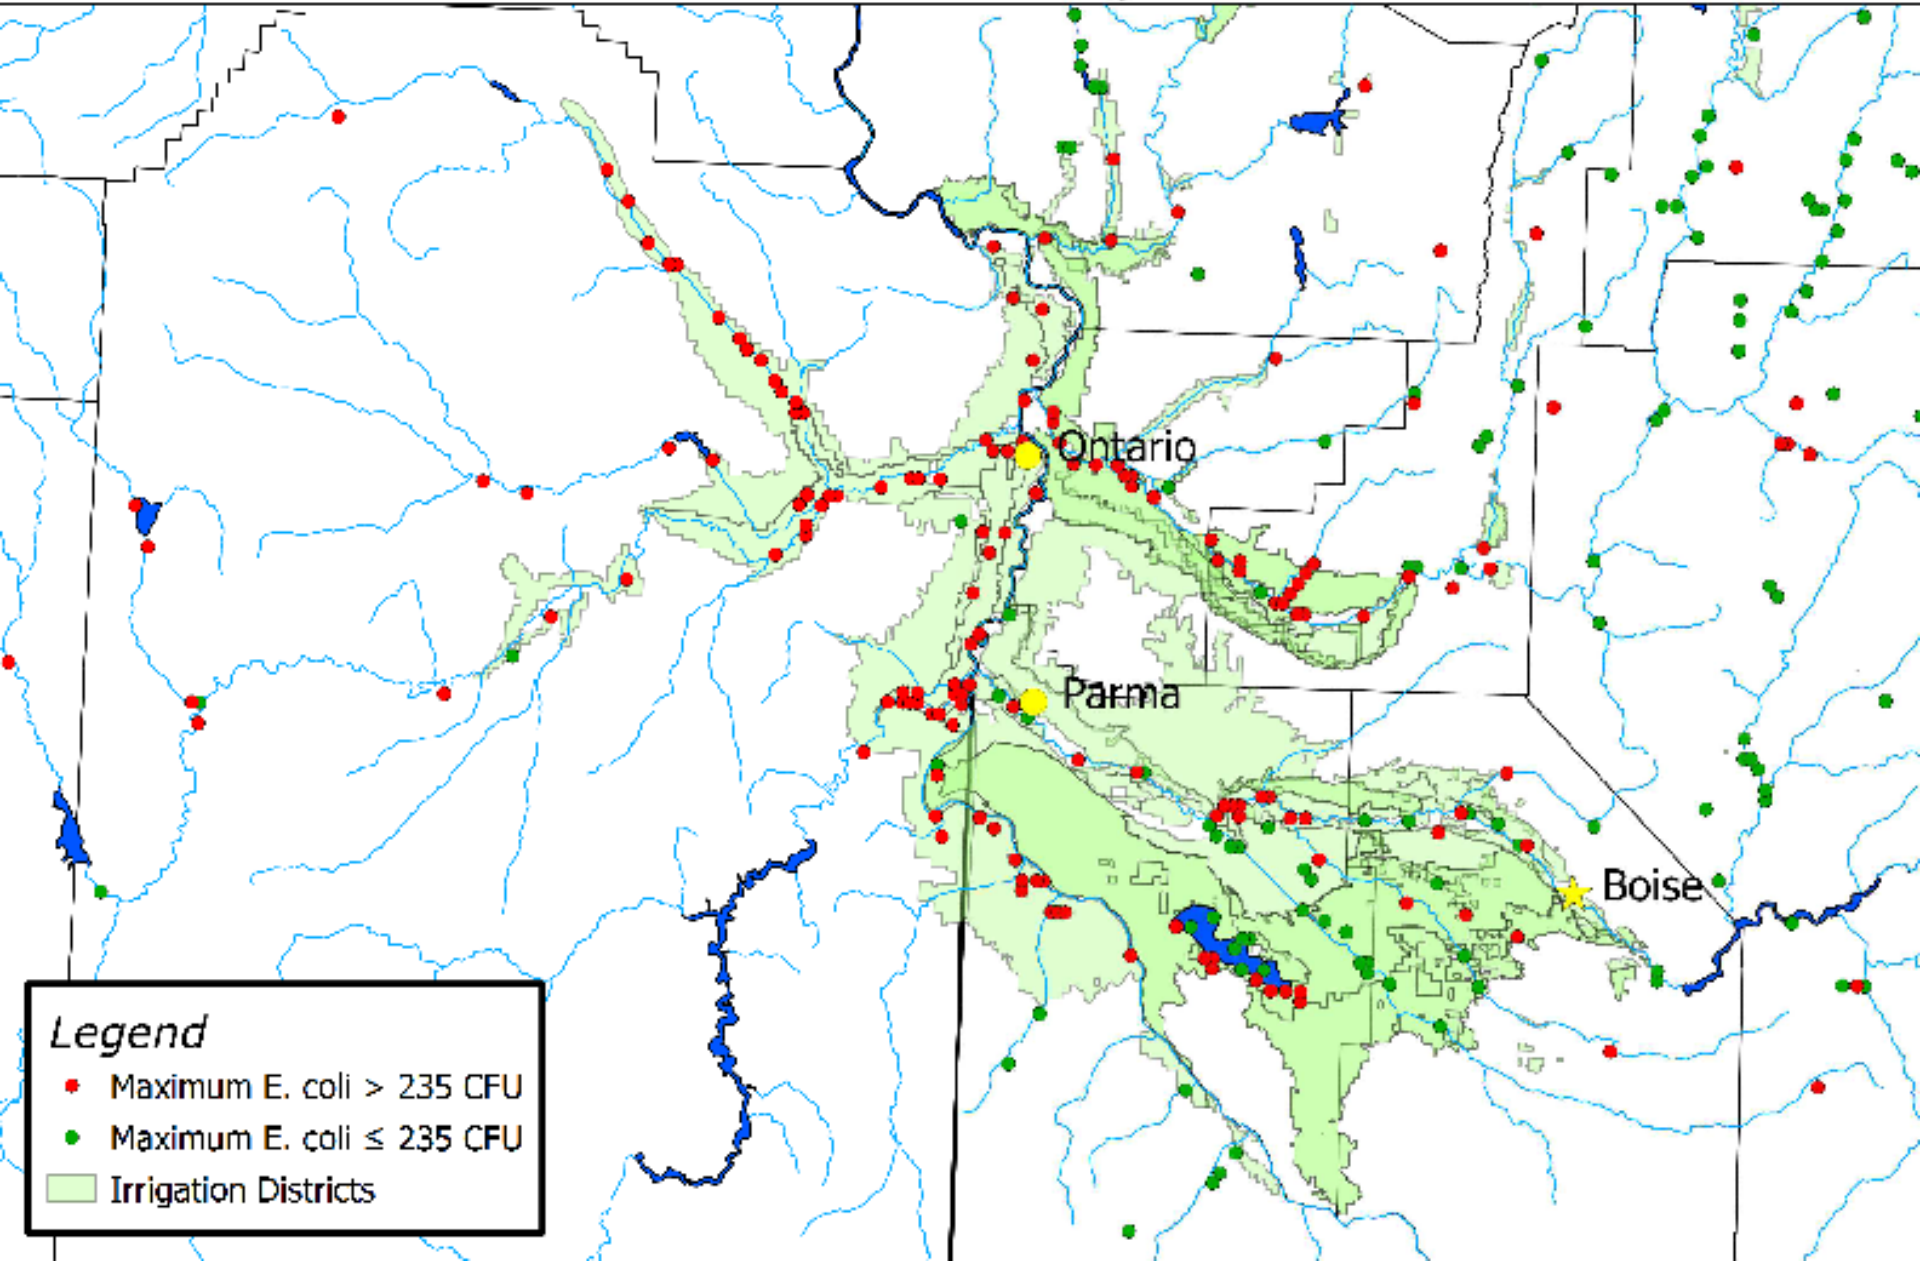 Ontario
Parma
Boise
Legend
Maximum E. coli > 235 CFU
Maximum E. coli ≤ 235 CFU
Irrigation Districts